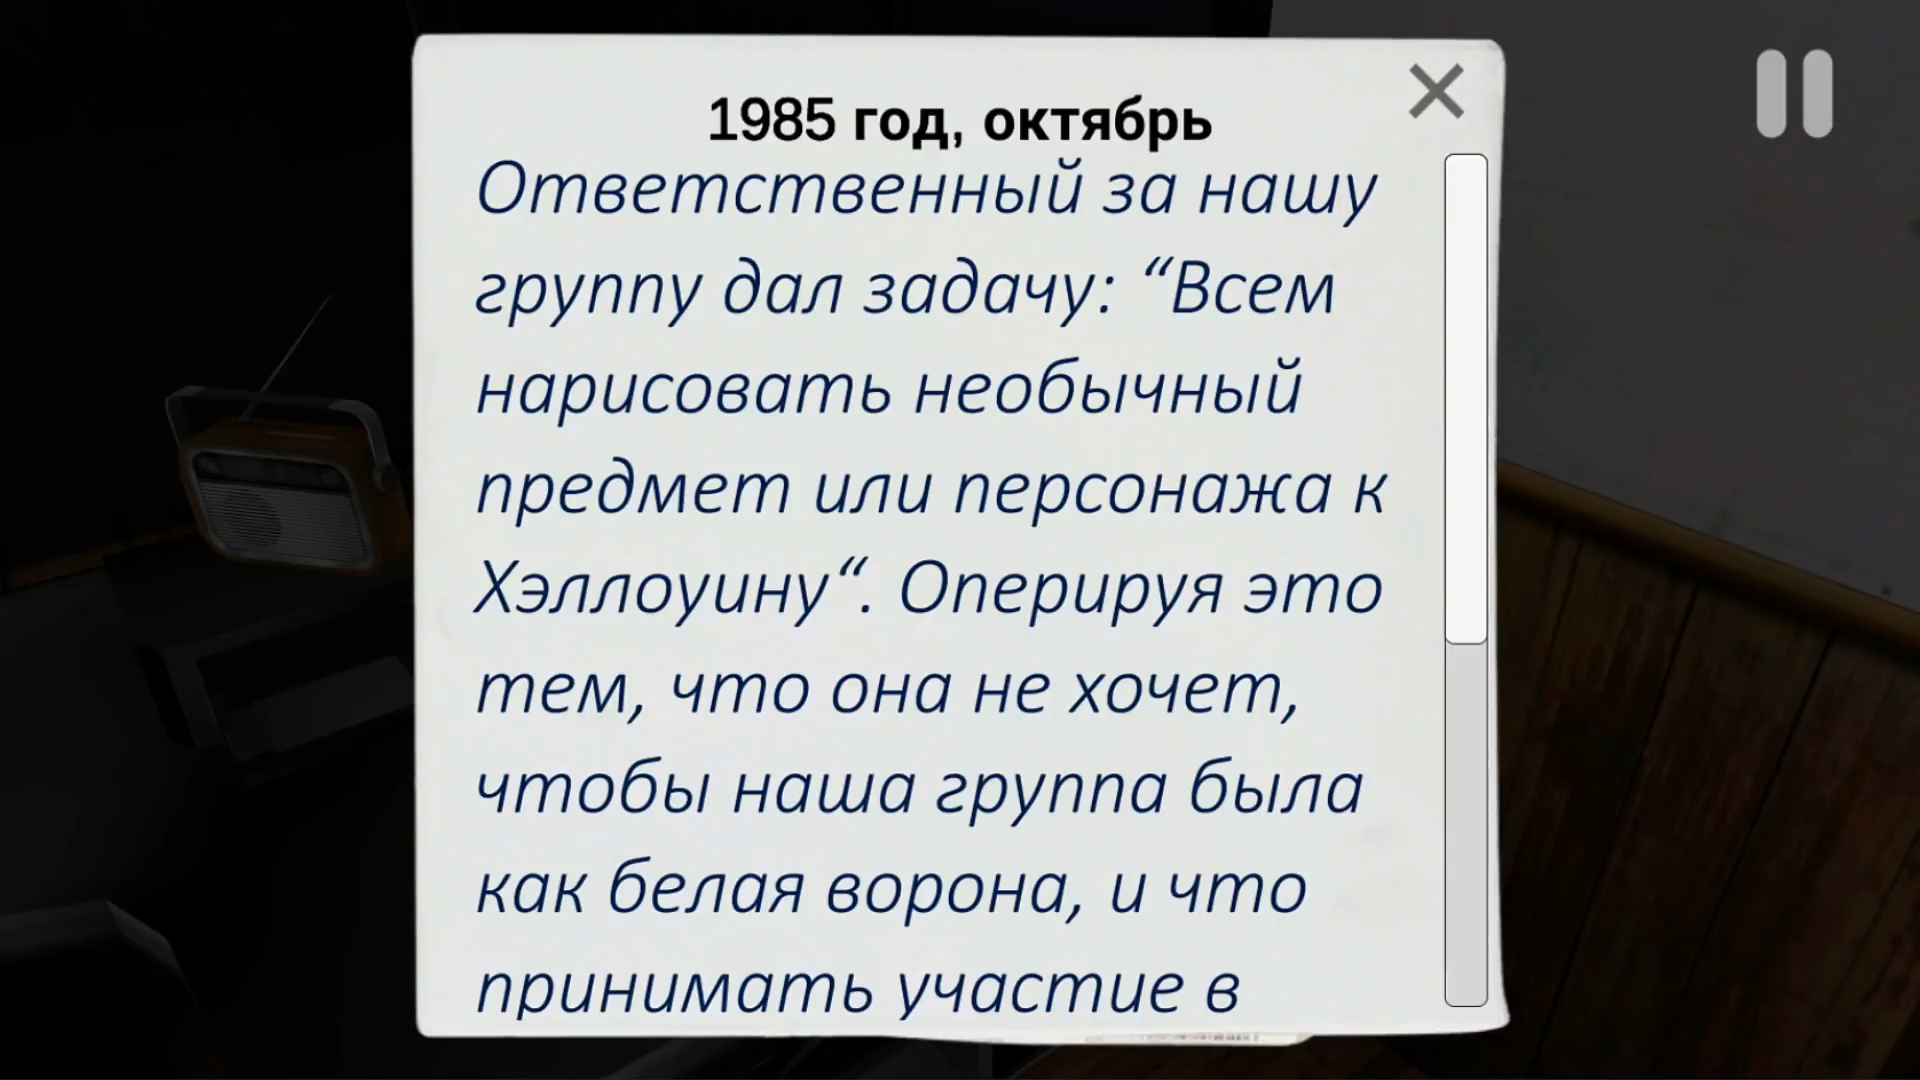 1985 год, октябрь
Ответственный за нашу
группу дал задачу: “Всем
нарисовать необычный
предмет или персонажа к
Хэллоуину“. Оперируя это
тем, что она не хочет,
чтобы наша группа была
как белая ворона, и что
принимать участие в